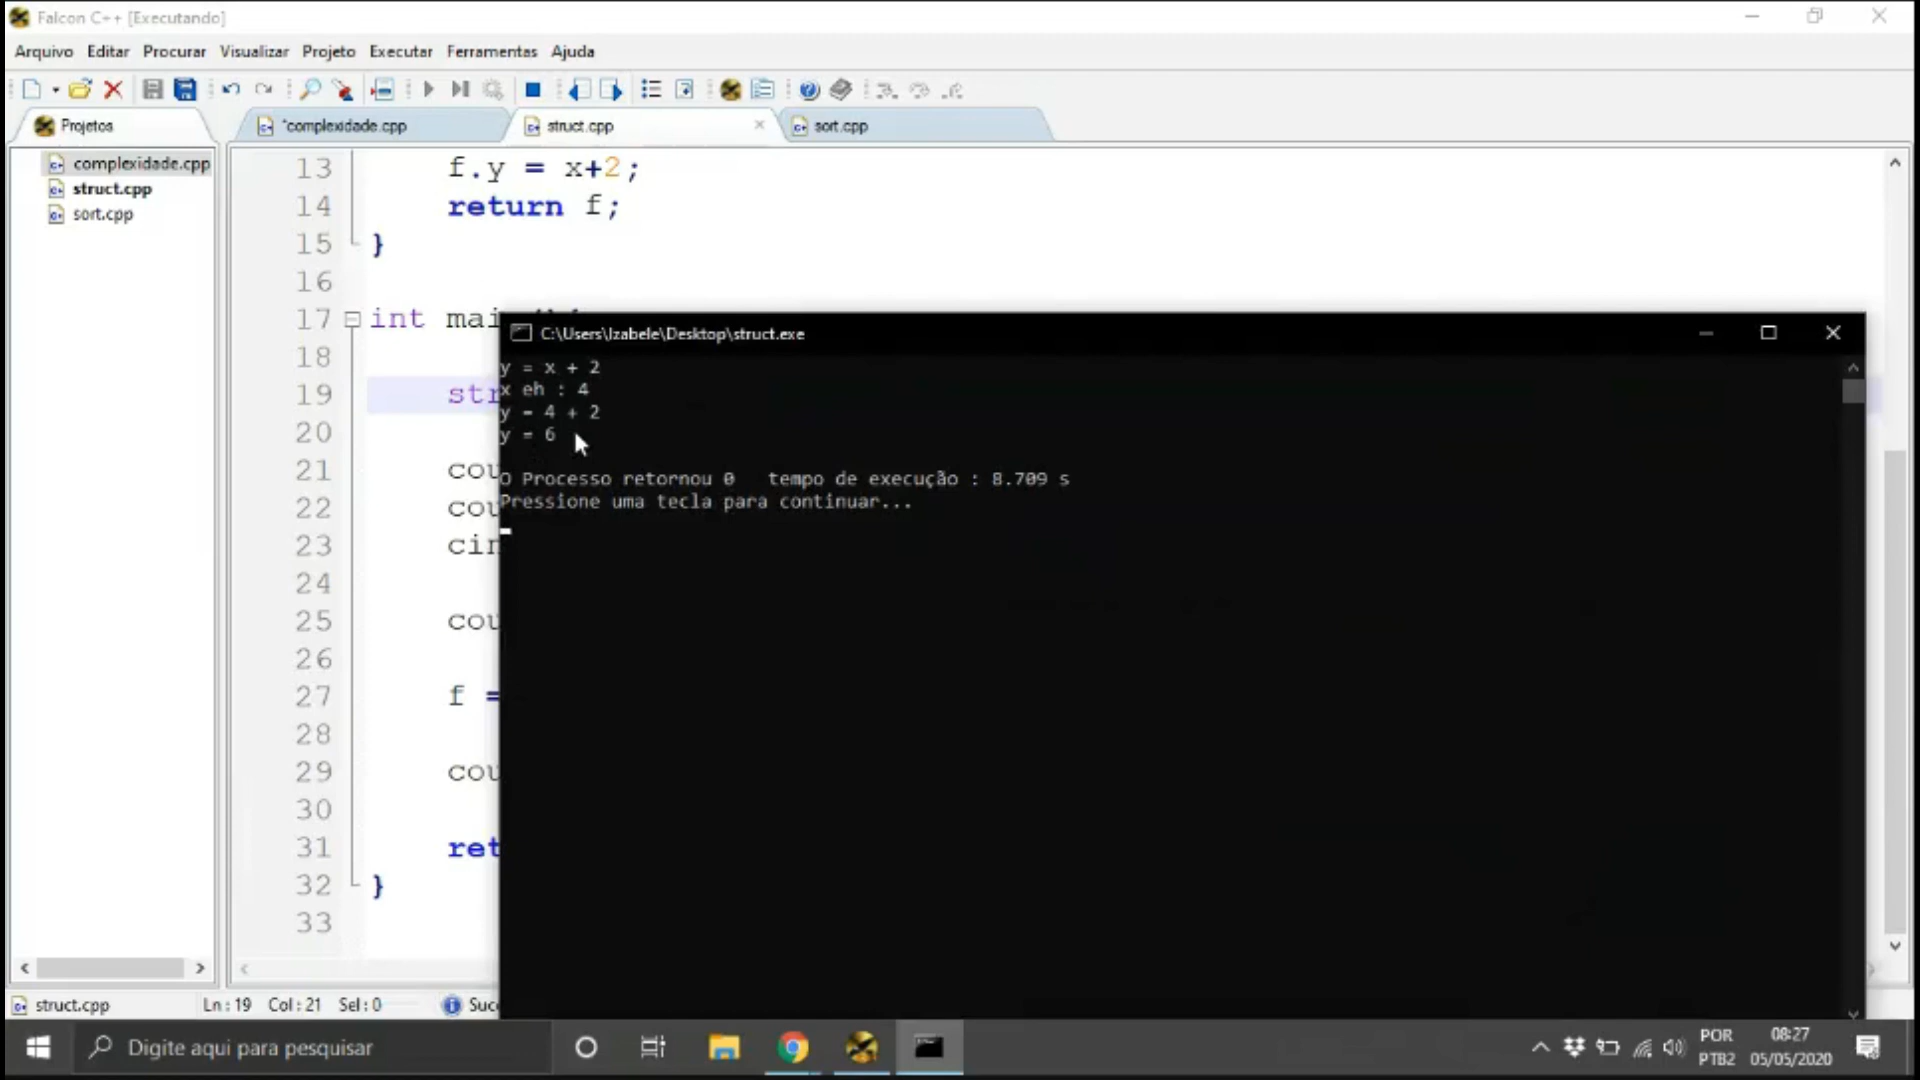 Falcon C++ [Executando]
Arquivo Editar Procurar Visualizar Projeto Executar Ferramentas Ajuda
Projetos
*complexidade.cpp
struct.cpp
sort.cpp
complexidade.cpp
struct.cpp
sort.cpp
13 f.y = x+2;
14 return f;
15 }
16
17 int mai
18
19 str
20
21 cou
22 cou
23 cin
24
25 cou
26
27 f =
28
29 cou
30
31 ret
32 }
33
C:\Users\Izabele\Desktop\struct.exe
y = x + 2
x eh : 4
y = 4 + 2
y = 6
O Processo retornou 0 tempo de execução : 8.709 s
Pressione uma tecla para continuar...
struct.cpp Ln:19 Col:21 Sel:0 Suc
Digite aqui para pesquisar
POR
PTB2
08:27
05/05/2020